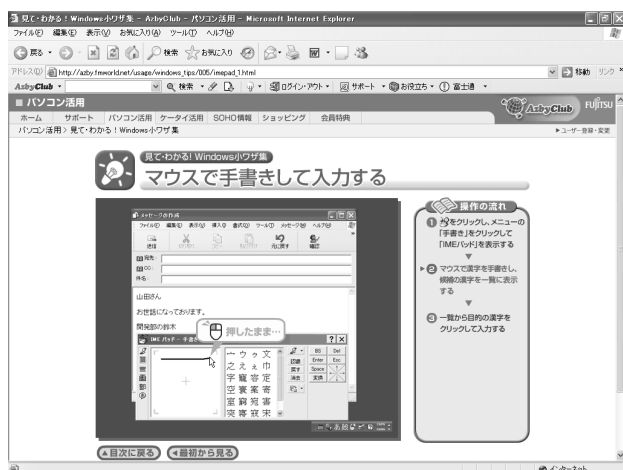 見て・わかる! Windows小ワザ集 - AzbyClub - パソコン活用 - Microsoft Internet Explorer
ファイル(F) 編集(E) 表示(V) お気に入り(A) ツール(T) ヘルプ(H)
戻る 検索 お気に入り
アドレス(D) http://azby.fmworld.net/usage/windows_tips/005/imepad_1.html 移動 リンク
AzbyClub 検索 ログイン・アウト サポート お役立ち 富士通
■ パソコン活用 AzbyClub FUJITSU
ホーム サポート パソコン活用 ケータイ活用 SOHO情報 ショッピング 会員特典
パソコン活用> 見て・わかる! Windows小ワザ集 ▶ユーザー登録・変更
見て・わかる! Windows小ワザ集
マウスで手書きして入力する
メッセージの作成
ファイル(F) 編集(E) 表示(V) 挿入(I) 書式(O) ツール(T) メッセージ(M) ヘルプ(H)
送信 元に戻す 確認
宛先:
CC:
件名:
山田さん
お世話になっております。
開発部の鈴木
押したまま…
IME パッド - 手書き
宀 ウ ゥ 文
之 え ぇ 巾
字 寵 容 定
空 寰 案 寄
室 窮 宛 害
突 寡 寂 宋
認識 戻す 消去
BS Del
Enter Esc
Space
変換
操作の流れ
1 をクリックし、メニューの
「手書き」をクリックして
「IMEパッド」を表示する
▼
▶ 2 マウスで漢字を手書きし、
候補の漢字を一覧に表示
する
▼
3 一覧から目的の漢字を
クリックして入力する
▲目次に戻る ◀最初から見る
インターネット